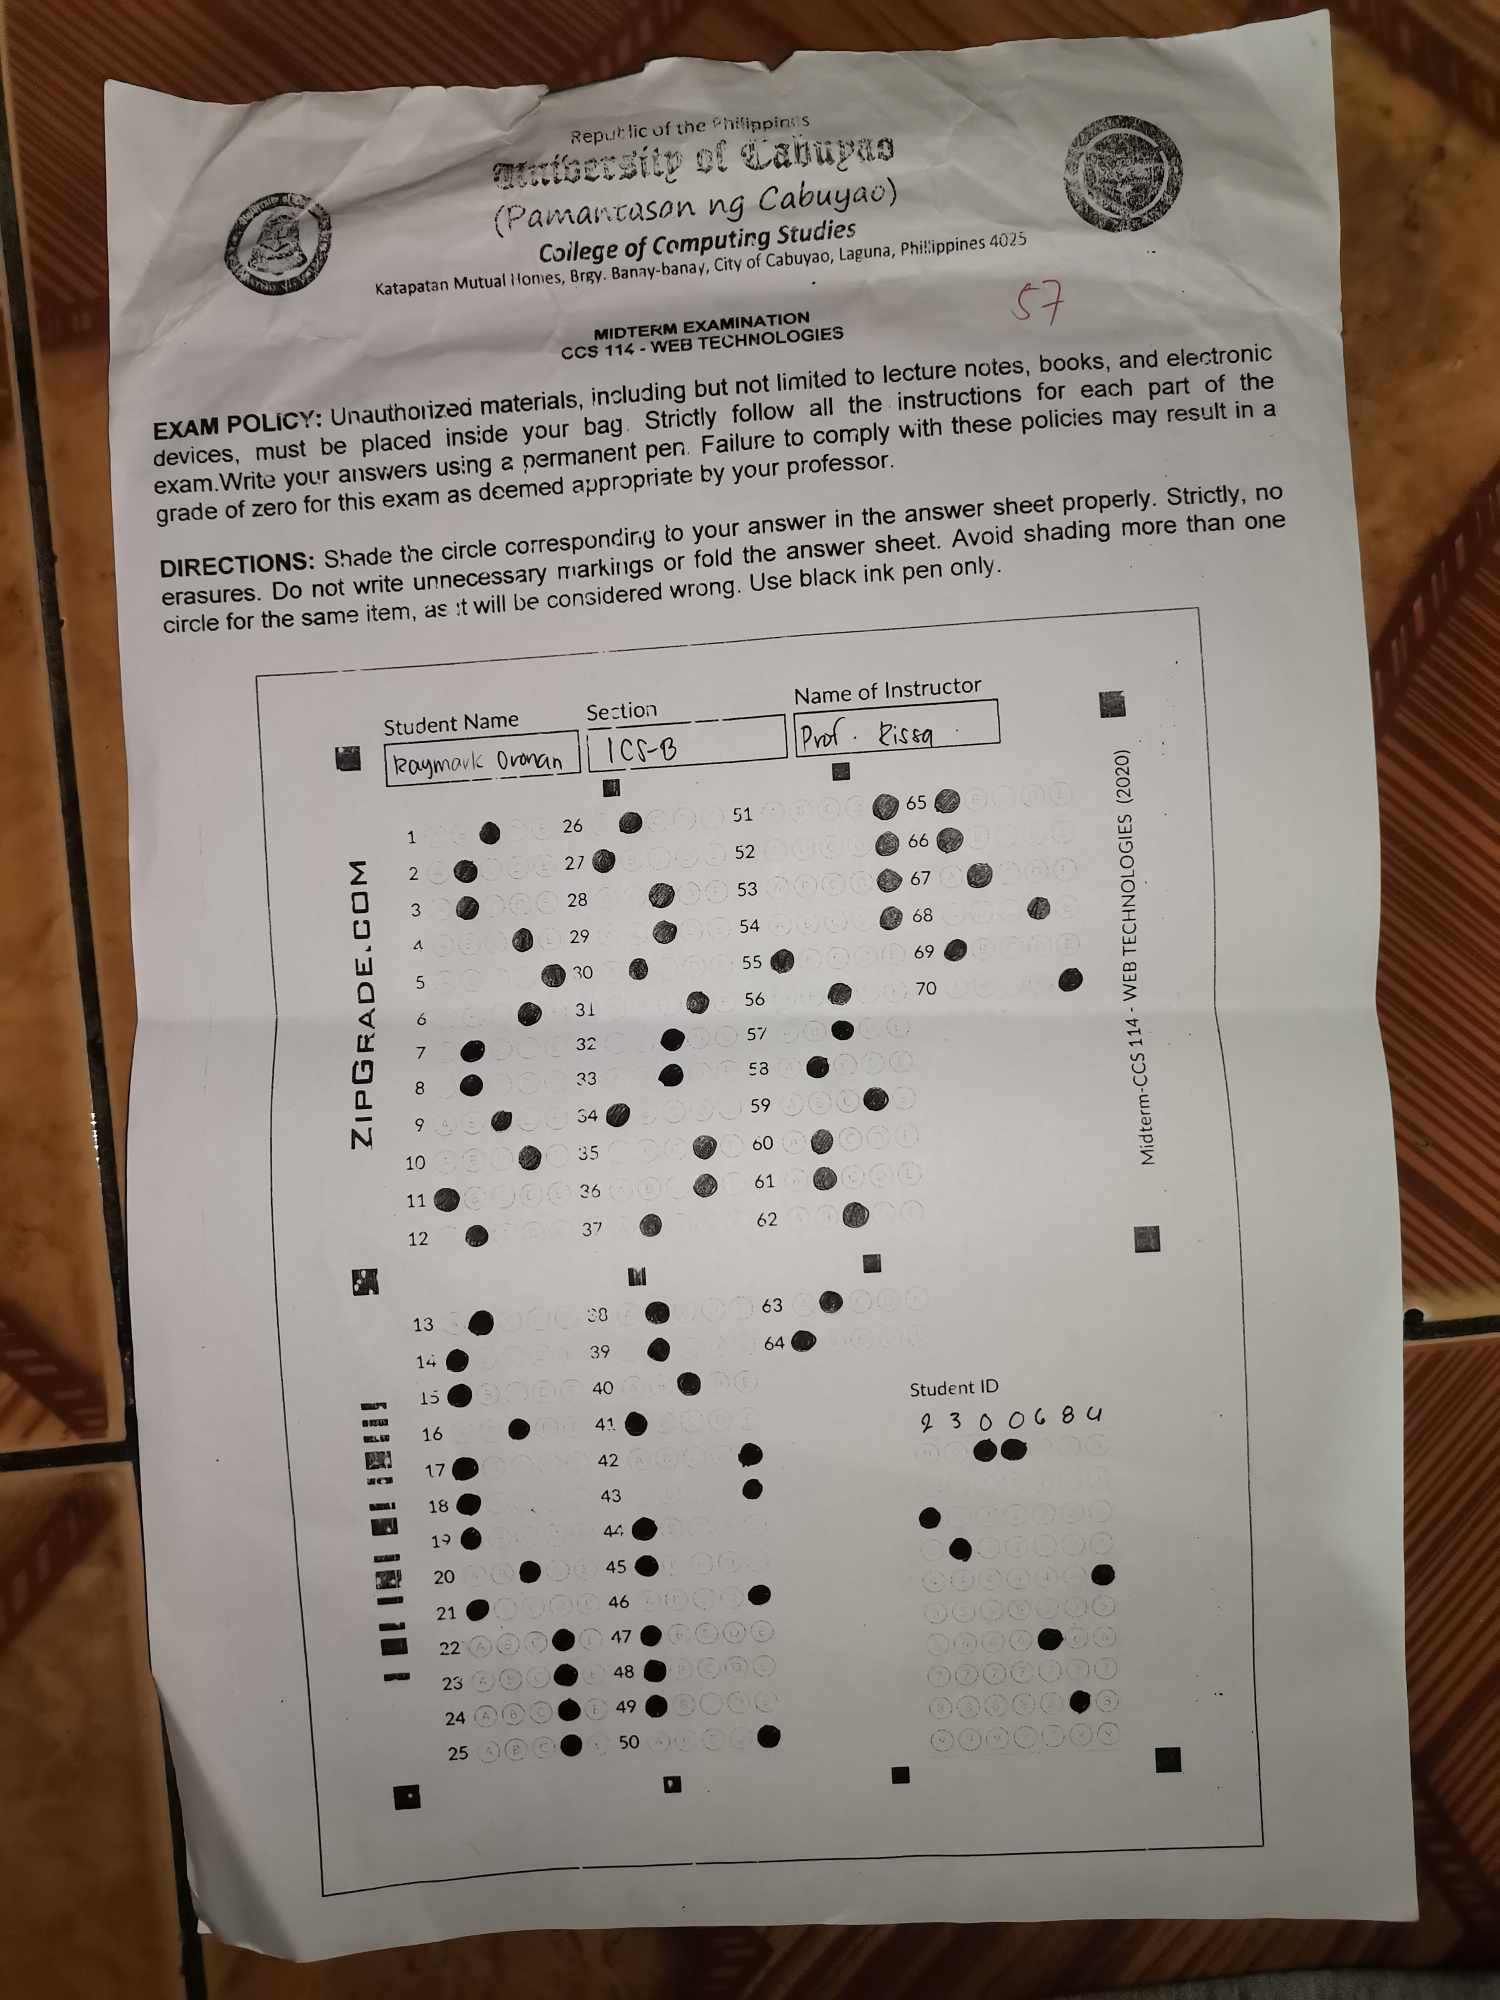 Republic of the Philippines
University of Cabuyao
(Pamantasan ng Cabuyao)
College of Computing Studies
Katapatan Mutual Homes, Brgy. Banay-banay, City of Cabuyao, Laguna, Philippines 4025
57
MIDTERM EXAMINATION
CCS 114 - WEB TECHNOLOGIES
EXAM POLICY: Unauthorized materials, including but not limited to lecture notes, books, and electronic
devices, must be placed inside your bag. Strictly follow all the instructions for each part of the
exam.Write your answers using a permanent pen. Failure to comply with these policies may result in a
grade of zero for this exam as deemed appropriate by your professor.
DIRECTIONS: Shade the circle corresponding to your answer in the answer sheet properly. Strictly, no
erasures. Do not write unnecessary markings or fold the answer sheet. Avoid shading more than one
circle for the same item, as it will be considered wrong. Use black ink pen only.
Student Name Section Name of Instructor
Raymark Oronan 1CS-B Prof. Rissa
ZIPGRADE.COM
Midterm-CCS 114 - WEB TECHNOLOGIES (2020)
1 26 51 65
2 27 52 66
3 28 53 67
4 29 54 68
5 30 55 69
6 31 56 70
7 32 57
8 33 58
9 34 59
10 35 60
11 36 61
12 37 62
13 38 63
14 39 64
15 40
16 41
17 42
18 43
19 44
20 45
21 46
22 47
23 48
24 49
25 50
Student ID
2300684